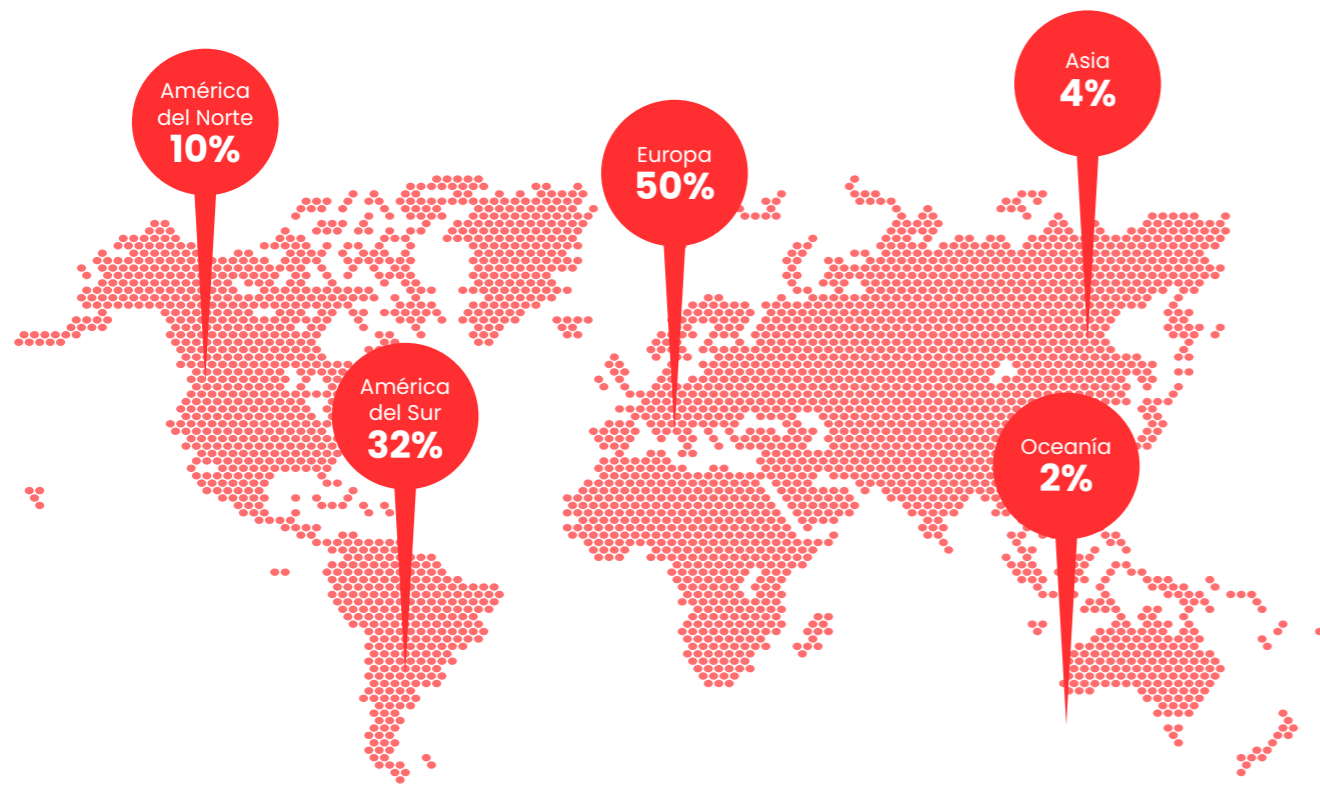 América
del Norte
10%
Europa
50%
Asia
4%
América
del Sur
32%
Oceanía
2%